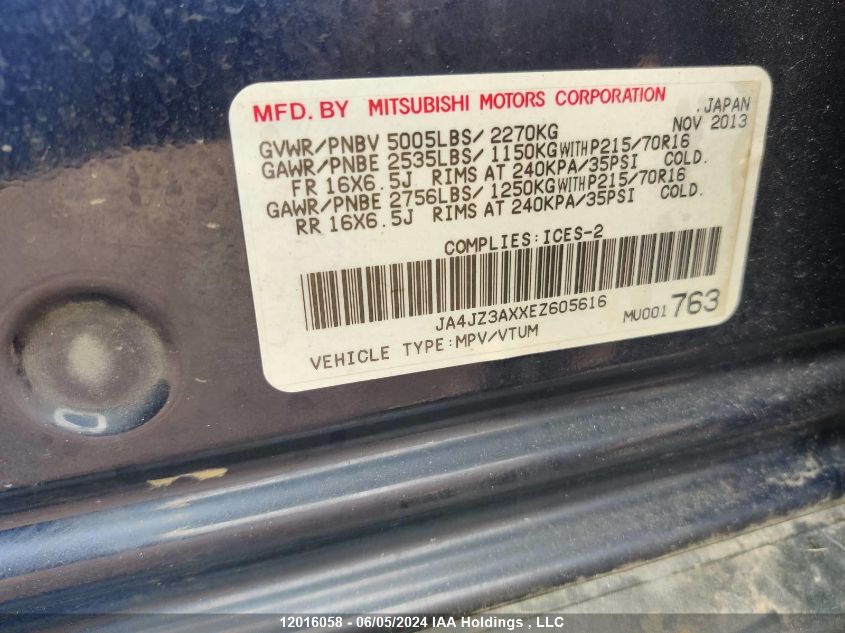 MFD. BY MITSUBISHI MOTORS CORPORATION .JAPAN
GVWR/PNBV 5005LBS/ 2270KG NOV 2013
GAWR/PNBE 2535LBS/ 1150KG WITH P215/70R16
FR 16X6.5J RIMS AT 240KPA/35PSI COLD.
GAWR/PNBE 2756LBS/ 1250KG WITH P215/70R16
RR 16X6.5J RIMS AT 240KPA/35PSI COLD.
COMPLIES:ICES-2
JA4JZ3AXXEZ605616 MU001763
VEHICLE TYPE:MPV/VTUM
12016058 - 06/05/2024 IAA Holdings , LLC